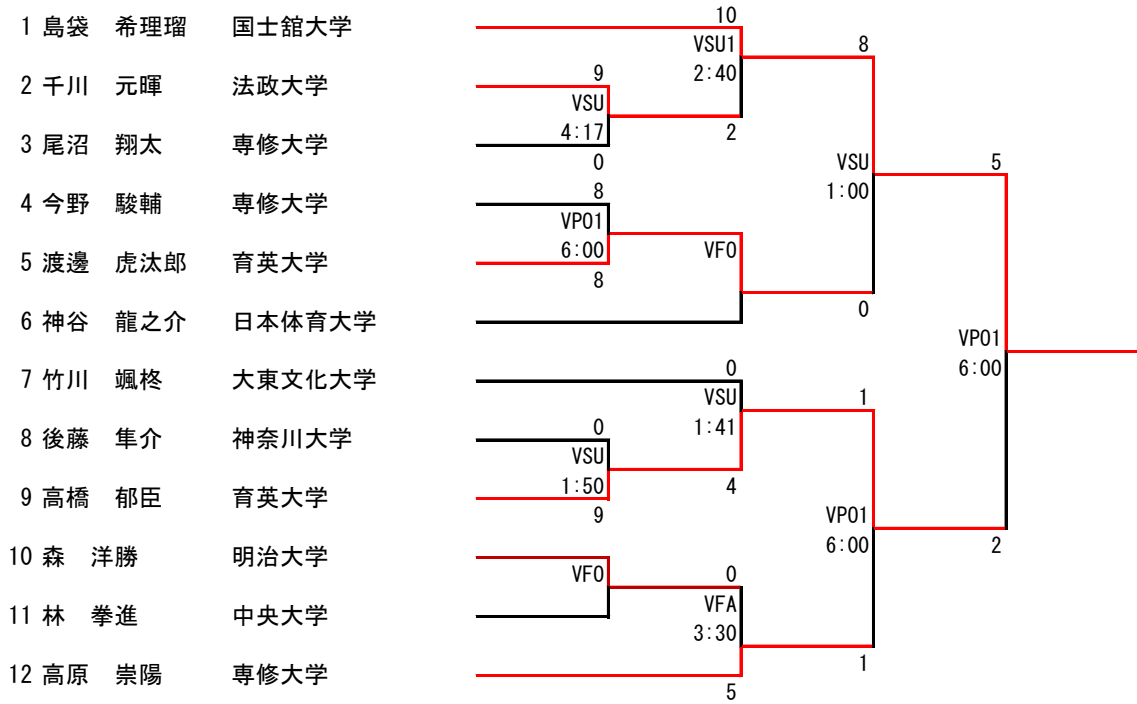 1 島袋 希理瑠 国士舘大学
10
VSU1
2:40
8
2 千川 元暉 法政大学
9
VSU
4:17
2
3 尾沼 翔太 専修大学
0
VSU
1:00
5
4 今野 駿輔 専修大学
8
VPO1
6:00
VFO
5 渡邊 虎汰郎 育英大学
8
0
6 神谷 龍之介 日本体育大学
VPO1
6:00
7 竹川 颯柊 大東文化大学
0
VSU
1:41
1
8 後藤 隼介 神奈川大学
0
VSU
1:50
4
9 高橋 郁臣 育英大学
9
VPO1
6:00
2
10 森 洋勝 明治大学
VFO
0
VFA
3:30
11 林 拳進 中央大学
1
12 高原 崇陽 専修大学
5